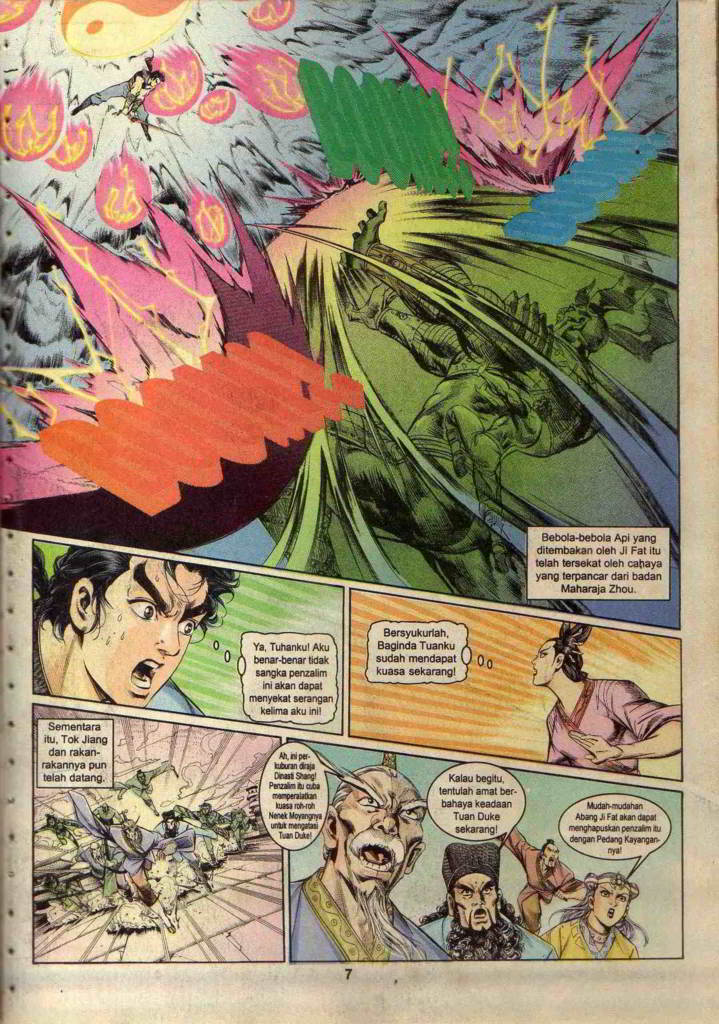 Bebola-bebola Api yang
ditembakan oleh Ji Fat itu
telah tersekat oleh cahaya
yang terpancar dari badan
Maharaja Zhou.
Ya, Tuhanku! Aku
benar-benar tidak
sangka penzalim
ini akan dapat
menyekat serangan
kelima aku ini!
Bersyukurlah,
Baginda Tuanku
sudah mendapat
kuasa sekarang!
Sementara
itu, Tok Jiang
dan rakan-
rakannya pun
telah datang.
Ah, ini per-
kuburan diraja
Dinasti Shang!
Penzalim itu cuba
memperalatkan
kuasa roh-roh
Nenek Moyangnya
untuk mengatasi
Tuan Duke!
Kalau begitu,
tentulah amat ber-
bahaya keadaan
Tuan Duke
sekarang!
Mudah-mudahan
Abang Ji Fat akan dapat
menghapuskan penzalim itu
dengan Pedang Kayangan-
nya!
7